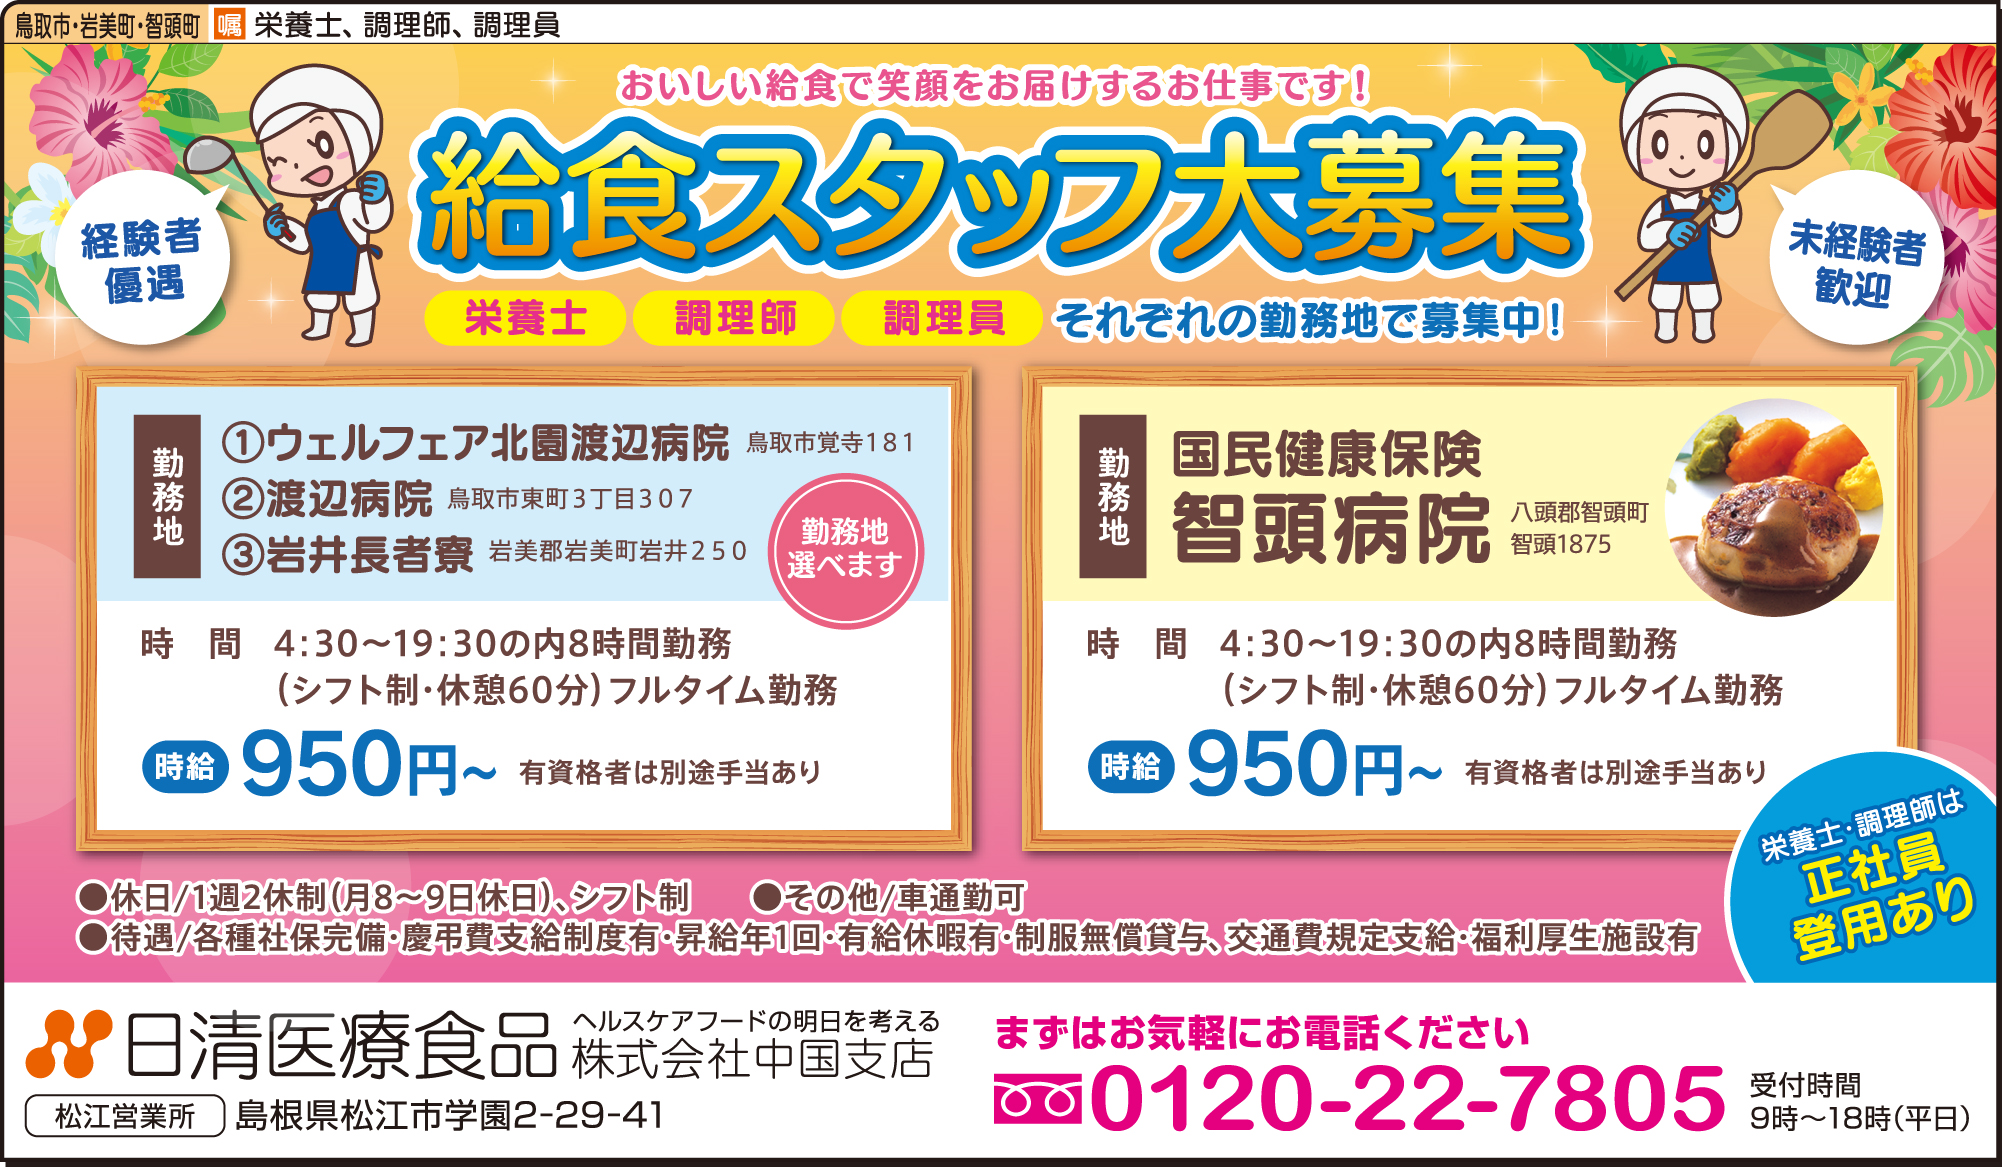 鳥取市・岩美町・智頭町 嘱 栄養士、調理師、調理員
おいしい給食で笑顔をお届けするお仕事です!
給食スタッフ大募集
経験者
優遇
未経験者
歓迎
栄養士 調理師 調理員 それぞれの勤務地で募集中!
勤務地
①ウェルフェア北園渡辺病院 鳥取市覚寺181
②渡辺病院 鳥取市東町3丁目307
③岩井長者寮 岩美郡岩美町岩井250
勤務地
選べます
時 間 4:30〜19:30の内8時間勤務
(シフト制・休憩60分)フルタイム勤務
時給 950円〜 有資格者は別途手当あり
勤務地
国民健康保険
智頭病院 八頭郡智頭町
智頭1875
時 間 4:30〜19:30の内8時間勤務
(シフト制・休憩60分)フルタイム勤務
時給 950円〜 有資格者は別途手当あり
栄養士・調理師は
正社員
登用あり
●休日/1週2休制(月8〜9日休日)、シフト制 ●その他/車通勤可
●待遇/各種社保完備・慶弔費支給制度有・昇給年1回・有給休暇有・制服無償貸与、交通費規定支給・福利厚生施設有
日清医療食品 ヘルスケアフードの明日を考える
株式会社中国支店
松江営業所 島根県松江市学園2-29-41
まずはお気軽にお電話ください
0120-22-7805
受付時間
9時〜18時(平日)